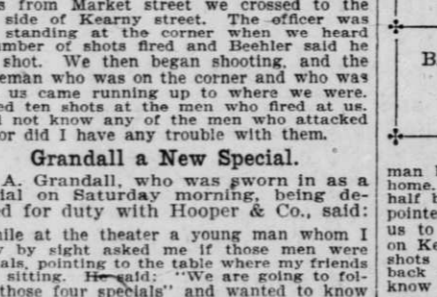 s from Market street we crossed to the
side of Kearny street. The officer was
standing at the corner when we heard
umber of shots fired and Beehler said he
shot. We then began shooting, and the
eman who was on the corner and who was
us came running up to where we were.
ed ten shots at the men who fired at us.
not know any of the men who attacked
or did I have any trouble with them.
Grandall a New Special.
A. Grandall, who was sworn in as a
ial on Saturday morning, being de-
ed for duty with Hooper & Co., said:
hile at the theater a young man whom I
by sight asked me if those men were
als, pointing to the table where my friends
sitting. He said: "We are going to fol-
those four specials" and wanted to know
B
man
home.
half b
pointe
us to
on Ke
shots
back
know